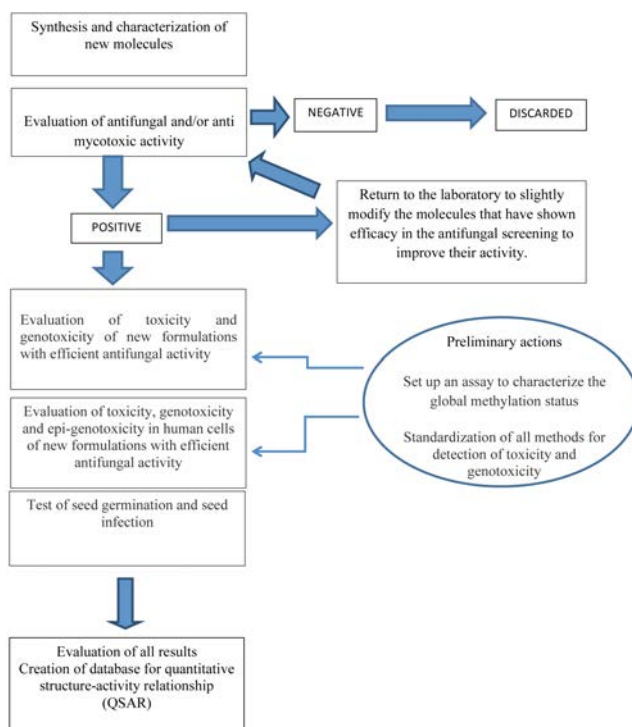 Synthesis and characterization of
new molecules
Evaluation of antifungal and/or anti
mycotoxic activity
NEGATIVE
DISCARDED
POSITIVE
Return to the laboratory to slightly
modify the molecules that have shown
efficacy in the antifungal screening to
improve their activity.
Evaluation of toxicity and
genotoxicity of new formulations
with efficient antifungal activity
Preliminary actions
Set up an assay to characterize the
global methylation status
Standardization of all methods for
detection of toxicity and
genotoxicity
Evaluation of toxicity, genotoxicity
and epi-genotoxicity in human cells
of new formulations with efficient
antifungal activity
Test of seed germination and seed
infection
Evaluation of all results
Creation of database for quantitative
structure-activity relationship
(QSAR)